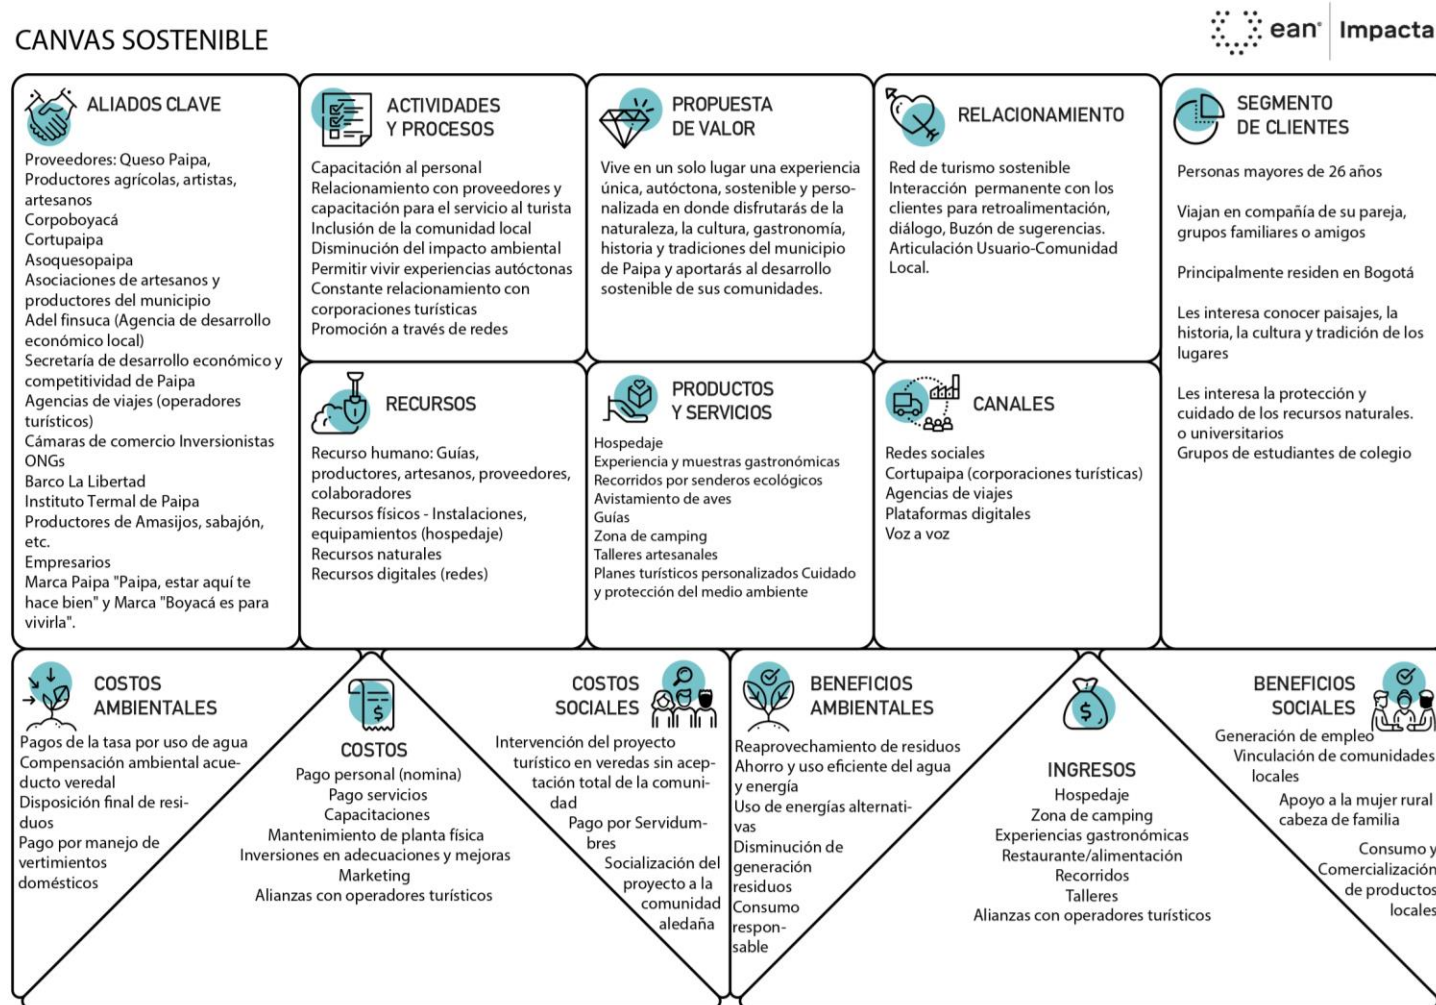 CANVAS SOSTENIBLE
ean® Impacta
ALIADOS CLAVE
Proveedores: Queso Paipa,
Productores agrícolas, artistas,
artesanos
Corpoboyacá
Cortupaipa
Asoquesopaipa
Asociaciones de artesanos y
productores del municipio
Adel finsuca (Agencia de desarrollo
económico local)
Secretaría de desarrollo económico y
competitividad de Paipa
Agencias de viajes (operadores
turísticos)
Cámaras de comercio Inversionistas
ONGs
Barco La Libertad
Instituto Termal de Paipa
Productores de Amasijos, sabajón,
etc.
Empresarios
Marca Paipa "Paipa, estar aquí te
hace bien" y Marca "Boyacá es para
vivirla".
ACTIVIDADES
Y PROCESOS
Capacitación al personal
Relacionamiento con proveedores y
capacitación para el servicio al turista
Inclusión de la comunidad local
Disminución del impacto ambiental
Permitir vivir experiencias autóctonas
Constante relacionamiento con
corporaciones turísticas
Promoción a través de redes
RECURSOS
Recurso humano: Guías,
productores, artesanos, proveedores,
colaboradores
Recursos físicos - Instalaciones,
equipamientos (hospedaje)
Recursos naturales
Recursos digitales (redes)
PROPUESTA
DE VALOR
Vive en un solo lugar una experiencia
única, autóctona, sostenible y perso-
nalizada en donde disfrutarás de la
naturaleza, la cultura, gastronomía,
historia y tradiciones del municipio
de Paipa y aportarás al desarrollo
sostenible de sus comunidades.
PRODUCTOS
Y SERVICIOS
Hospedaje
Experiencia y muestras gastronómicas
Recorridos por senderos ecológicos
Avistamiento de aves
Guías
Zona de camping
Talleres artesanales
Planes turísticos personalizados Cuidado
y protección del medio ambiente
RELACIONAMIENTO
Red de turismo sostenible
Interacción permanente con los
clientes para retroalimentación,
diálogo, Buzón de sugerencias.
Articulación Usuario-Comunidad
Local.
CANALES
Redes sociales
Cortupaipa (corporaciones turísticas)
Agencias de viajes
Plataformas digitales
Voz a voz
SEGMENTO
DE CLIENTES
Personas mayores de 26 años
Viajan en compañía de su pareja,
grupos familiares o amigos
Principalmente residen en Bogotá
Les interesa conocer paisajes, la
historia, la cultura y tradición de los
lugares
Les interesa la protección y
cuidado de los recursos naturales.
o universitarios
Grupos de estudiantes de colegio
COSTOS
AMBIENTALES
Pagos de la tasa por uso de agua
Compensación ambiental acue-
ducto veredal
Disposición final de resi-
duos
Pago por manejo de
vertimientos
domésticos
$
COSTOS
Pago personal (nomina)
Pago servicios
Capacitaciones
Mantenimiento de planta física
Inversiones en adecuaciones y mejoras
Marketing
Alianzas con operadores turísticos
COSTOS
SOCIALES
Intervención del proyecto
turístico en veredas sin acep-
tación total de la comuni-
dad
Pago por Servidum-
bres
Socialización del
proyecto a la
comunidad
aledaña
BENEFICIOS
AMBIENTALES
Reaprovechamiento de residuos
Ahorro y uso eficiente del agua
y energía
Uso de energías alternati-
vas
Disminución de
generación
residuos
Consumo
respon-
sable
$
INGRESOS
Hospedaje
Zona de camping
Experiencias gastronómicas
Restaurante/alimentación
Recorridos
Talleres
Alianzas con operadores turísticos
BENEFICIOS
SOCIALES
Generación de empleo
Vinculación de comunidades
locales
Apoyo a la mujer rural
cabeza de familia
Consumo y
Comercialización
de productos
locales